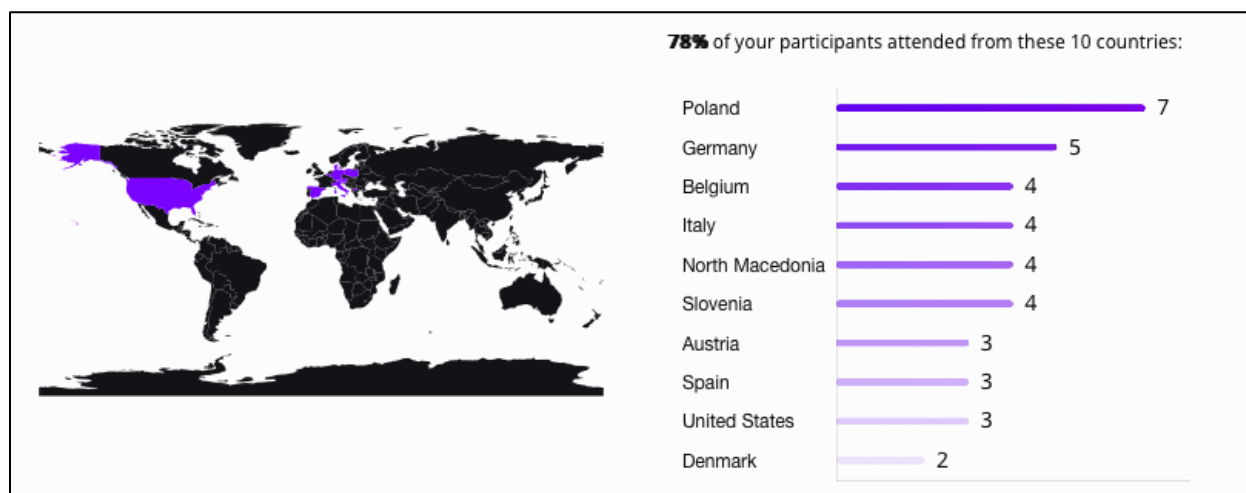 78% of your participants attended from these 10 countries:
Poland 7
Germany 5
Belgium 4
Italy 4
North Macedonia 4
Slovenia 4
Austria 3
Spain 3
United States 3
Denmark 2